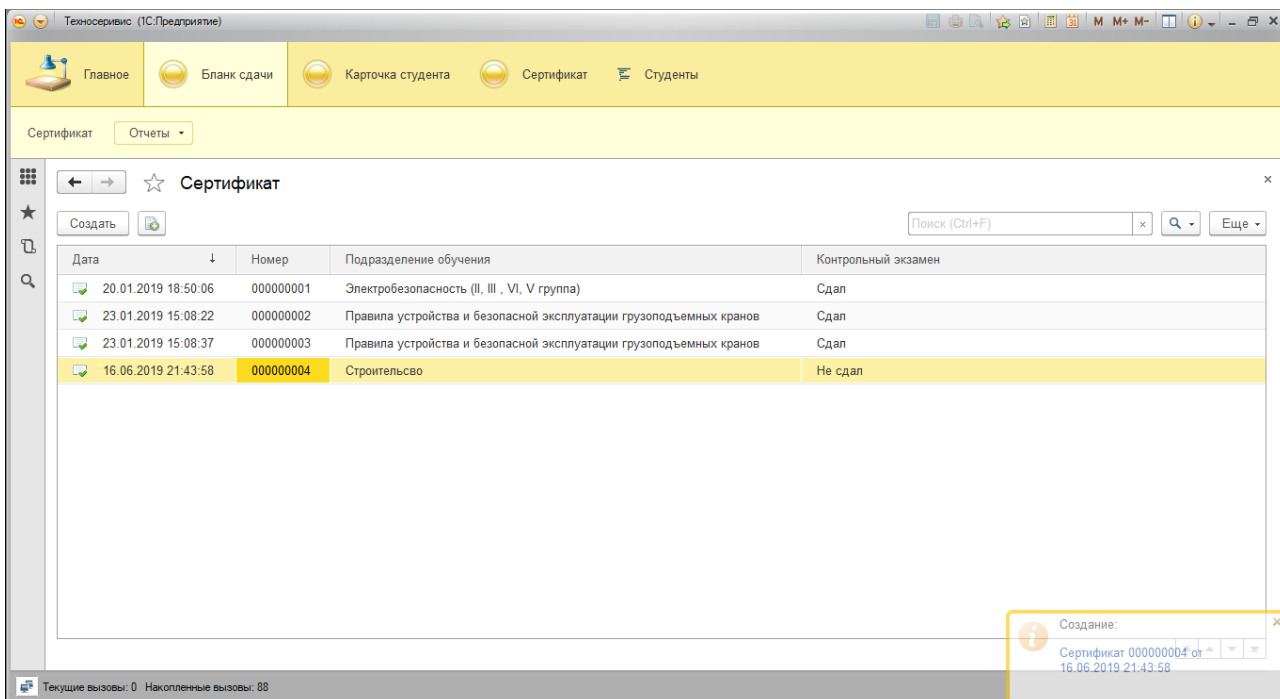 Техносеривис (1С:Предприятие)
M M+ M-
Главное Бланк сдачи Карточка студента Сертификат Студенты
Сертификат Отчеты
Сертификат
Создать Поиск (Ctrl+F) Еще
Дата Номер Подразделение обучения Контрольный экзамен
20.01.2019 18:50:06 000000001 Электробезопасность (II, III , VI, V группа) Сдал
23.01.2019 15:08:22 000000002 Правила устройства и безопасной эксплуатации грузоподъемных кранов Сдал
23.01.2019 15:08:37 000000003 Правила устройства и безопасной эксплуатации грузоподъемных кранов Сдал
16.06.2019 21:43:58 000000004 Строительсво Не сдал
Создание:
Сертификат 000000004 от
16.06.2019 21:43:58
Текущие вызовы: 0 Накопленные вызовы: 88